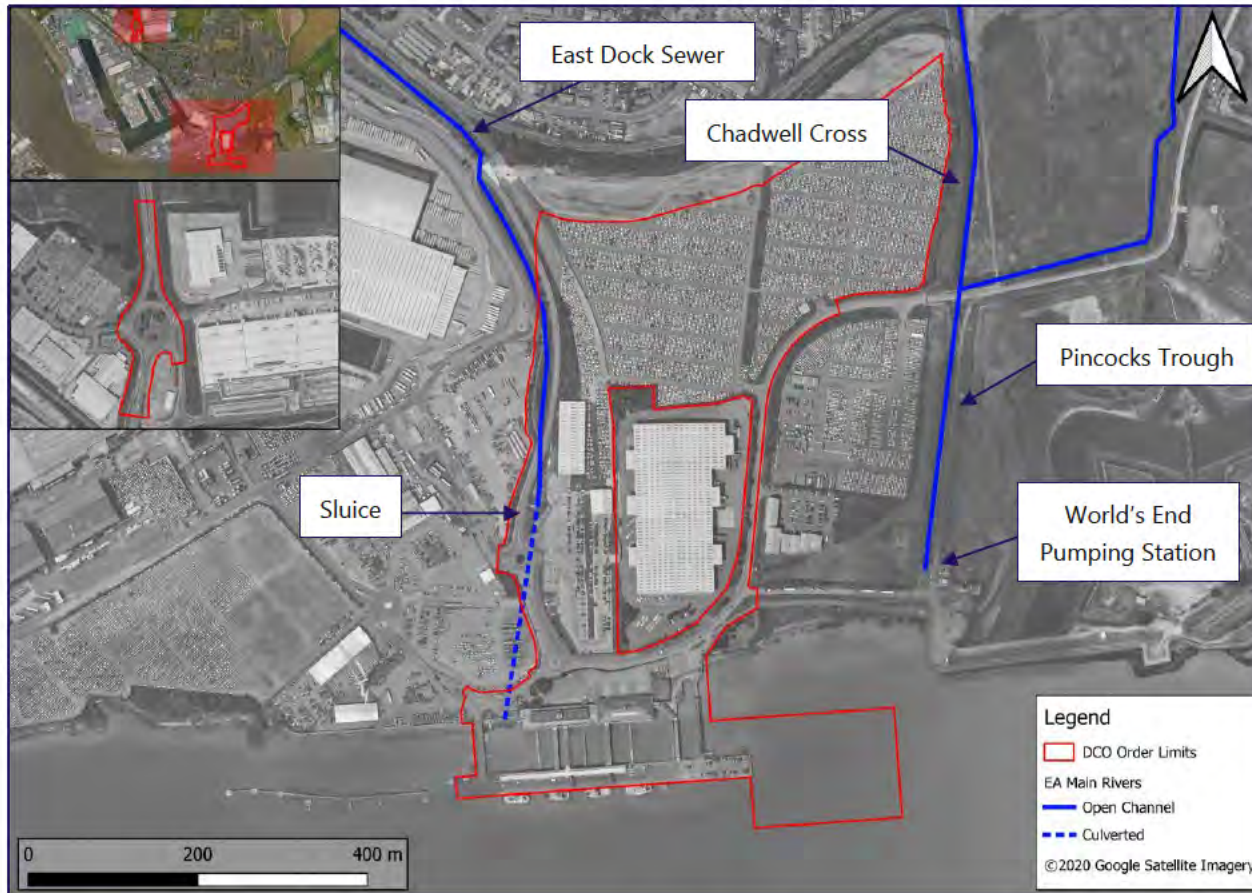 East Dock Sewer
Chadwell Cross
Pincocks Trough
Sluice
World's End
Pumping Station
Legend
DCO Order Limits
EA Main Rivers
Open Channel
Culverted
©2020 Google Satellite Imagery
0 200 400 m